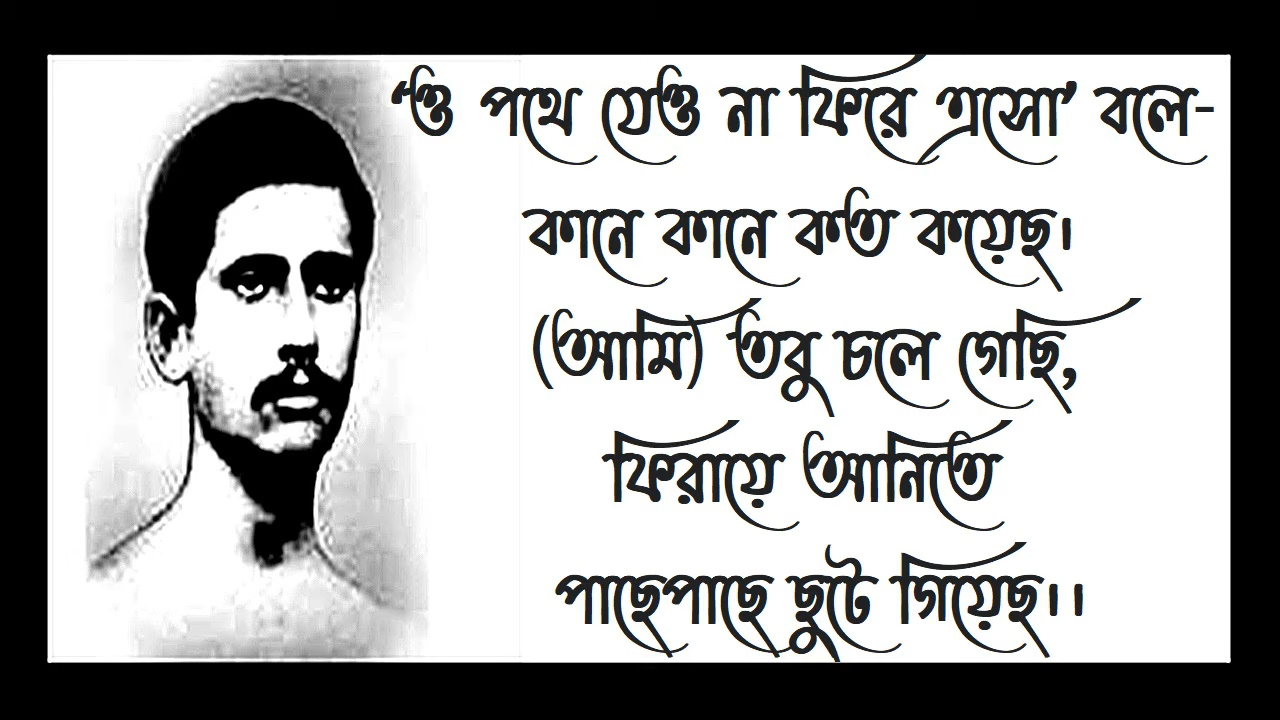 ‘ও পথে যেও না ফিরে এসো’ বলে-
কানে কানে কত কয়েছ।
(আমি) তবু চলে গেছি,
ফিরায়ে আনিতে
পাছেপাছে ছুটে গিয়েছ।।